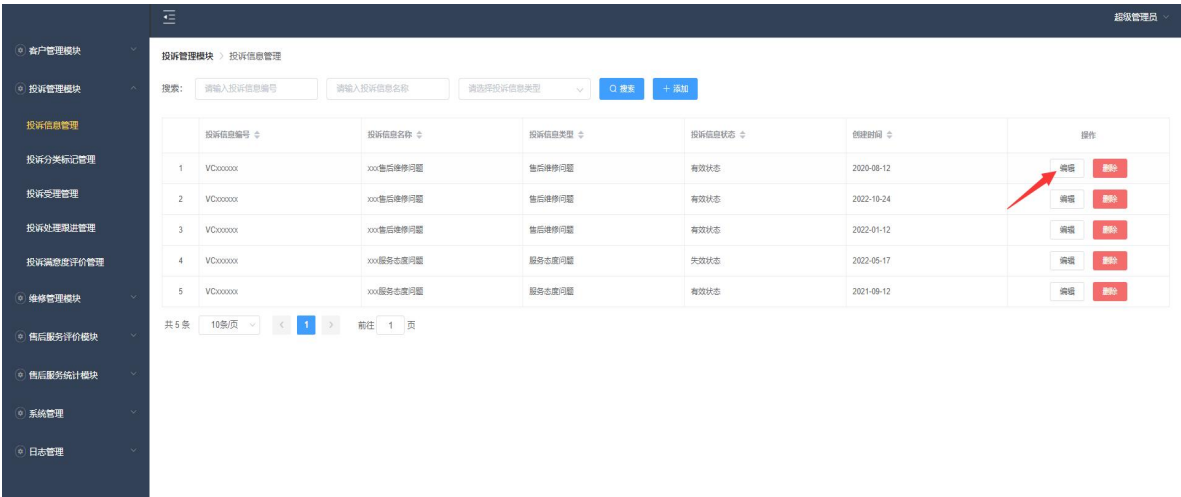 超级管理员
客户管理模块
投诉管理模块
投诉信息管理
投诉分类标记管理
投诉受理管理
投诉处理跟进管理
投诉满意度评价管理
维修管理模块
售后服务评价模块
售后服务统计模块
系统管理
日志管理
投诉管理模块 > 投诉信息管理
搜索: 请输入投诉信息编号 请输入投诉信息名称 请选择投诉信息类型 搜索 + 添加
投诉信息编号 投诉信息名称 投诉信息类型 投诉信息状态 创建时间 操作
1 VCxxxxxx xxx售后维修问题 售后维修问题 有效状态 2020-08-12 编辑 删除
2 VCxxxxxx xxx售后维修问题 售后维修问题 有效状态 2022-10-24 编辑 删除
3 VCxxxxxx xxx售后维修问题 售后维修问题 有效状态 2022-01-12 编辑 删除
4 VCxxxxxx xxx服务态度问题 服务态度问题 失效状态 2022-05-17 编辑 删除
5 VCxxxxxx xxx服务态度问题 服务态度问题 有效状态 2021-09-12 编辑 删除
共 5 条 10条/页 < 1 > 前往 1 页